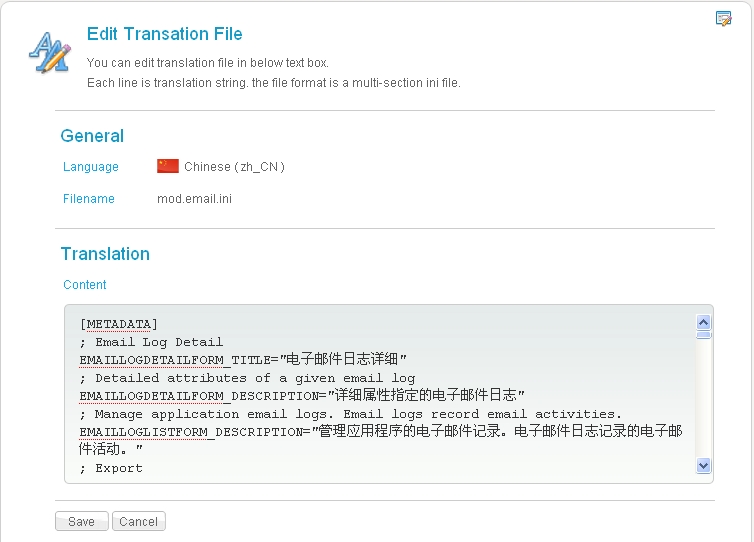 Edit Transation File
You can edit translation file in below text box.
Each line is translation string. the file format is a multi-section ini file.
General
Language Chinese ( zh_CN )
Filename mod.email.ini
Translation
Content
[METADATA]
; Email Log Detail
EMAILLOGDETAILFORM_TITLE="电子邮件日志详细"
; Detailed attributes of a given email log
EMAILLOGDETAILFORM_DESCRIPTION="详细属性指定的电子邮件日志"
; Manage application email logs. Email logs record email activities.
EMAILLOGLISTFORM_DESCRIPTION="管理应用程序的电子邮件记录。电子邮件日志记录的电子邮
件活动。"
; Export
Save Cancel